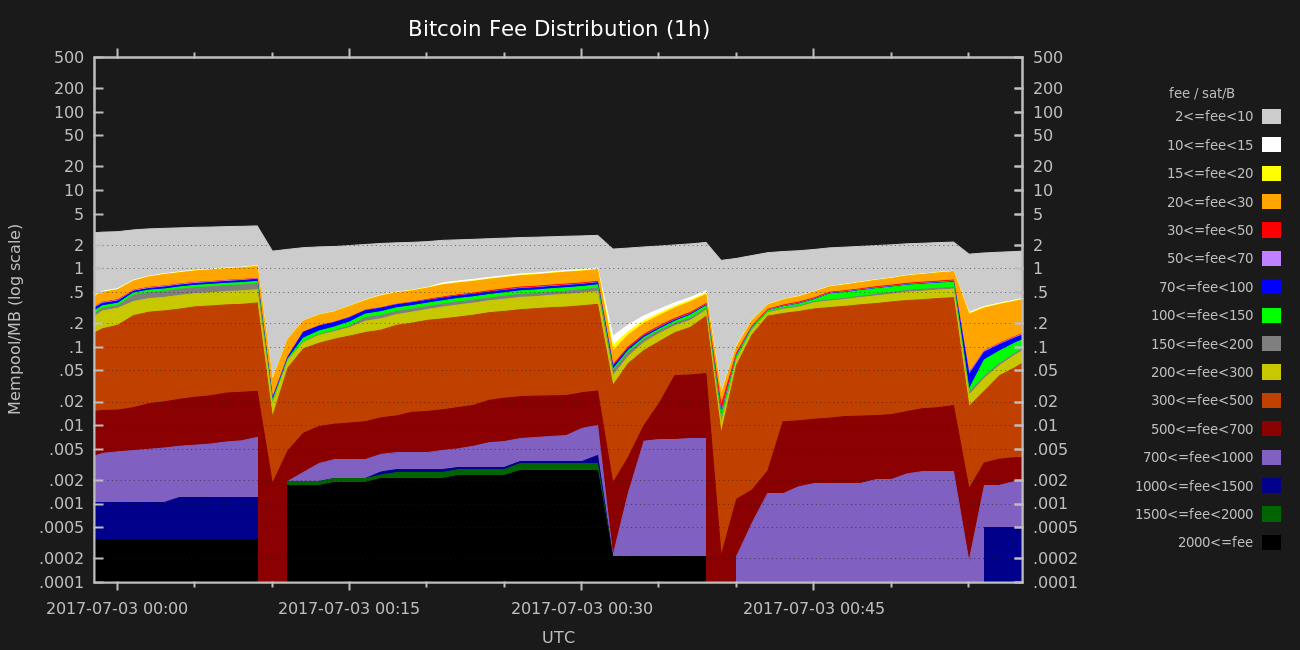 Bitcoin Fee Distribution (1h)
Mempool/MB (log scale)
500
200
100
50
20
10
5
2
1
.5
.2
.1
.05
.02
.01
.005
.002
.001
.0005
.0002
.0001
500
200
100
50
20
10
5
2
1
.5
.2
.1
.05
.02
.01
.005
.002
.001
.0005
.0002
.0001
2017-07-03 00:00
2017-07-03 00:15
2017-07-03 00:30
2017-07-03 00:45
UTC
fee / sat/B
2<=fee<10
10<=fee<15
15<=fee<20
20<=fee<30
30<=fee<50
50<=fee<70
70<=fee<100
100<=fee<150
150<=fee<200
200<=fee<300
300<=fee<500
500<=fee<700
700<=fee<1000
1000<=fee<1500
1500<=fee<2000
2000<=fee